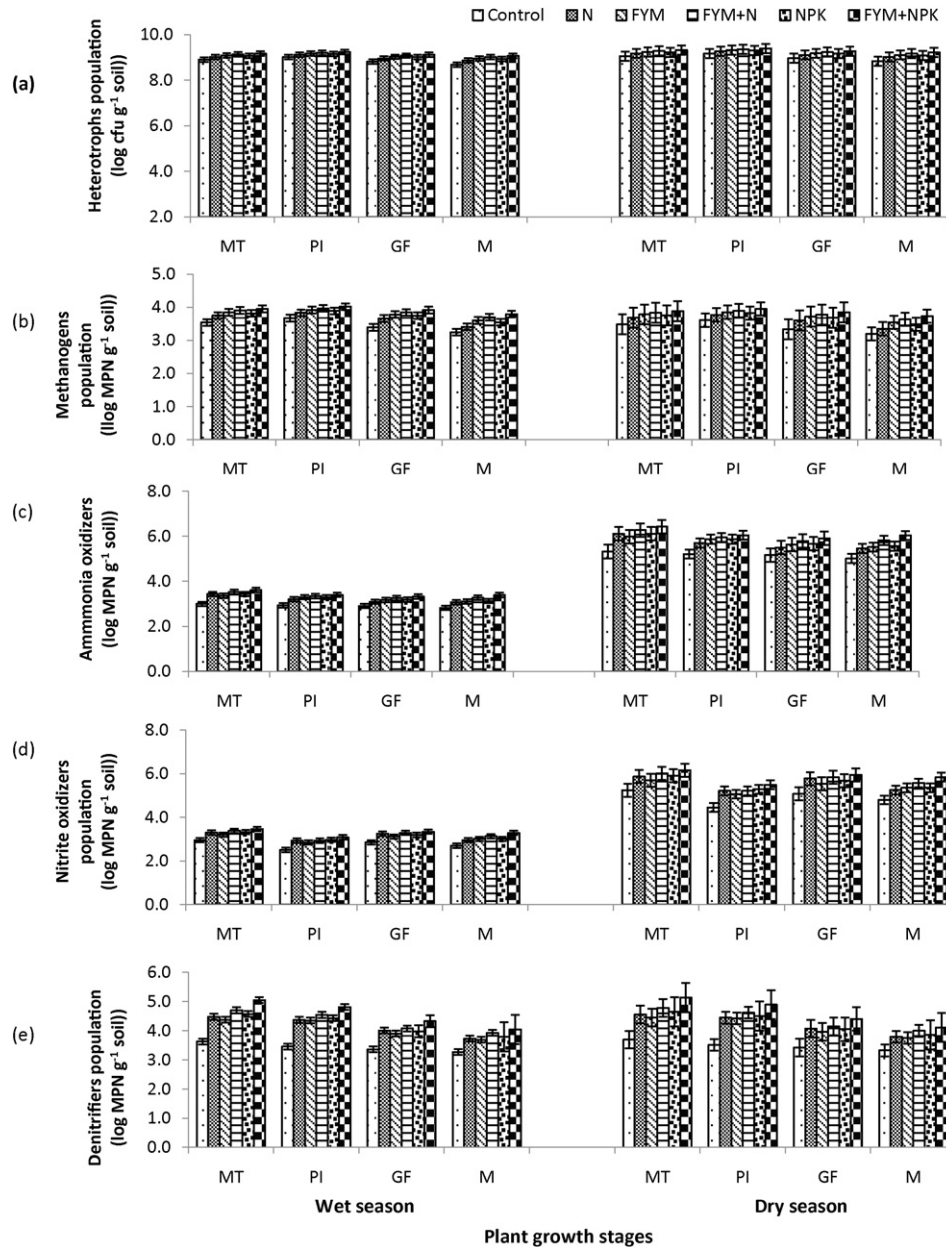 Control N FYM FYM+N NPK FYM+NPK
(a)
Heterotrophs population
(log cfu g⁻¹ soil)
10.0
8.0
6.0
4.0
2.0
MT PI GF M MT PI GF M
(b)
Methanogens
population
(llog MPN g⁻¹ soil))
5.0
4.0
3.0
2.0
1.0
0.0
MT PI GF M MT PI GF M
(c)
Ammmonia oxidizers
(log MPN g⁻¹ soil))
8.0
6.0
4.0
2.0
0.0
MT PI GF M MT PI GF M
(d)
Nitrite oxidizers
population
(log MPN g⁻¹ soil))
8.0
6.0
4.0
2.0
0.0
MT PI GF M MT PI GF M
(e)
Denitrifiers population
(log MPN g⁻¹ soil))
6.0
5.0
4.0
3.0
2.0
1.0
0.0
MT PI GF M MT PI GF M
Wet season Dry season
Plant growth stages